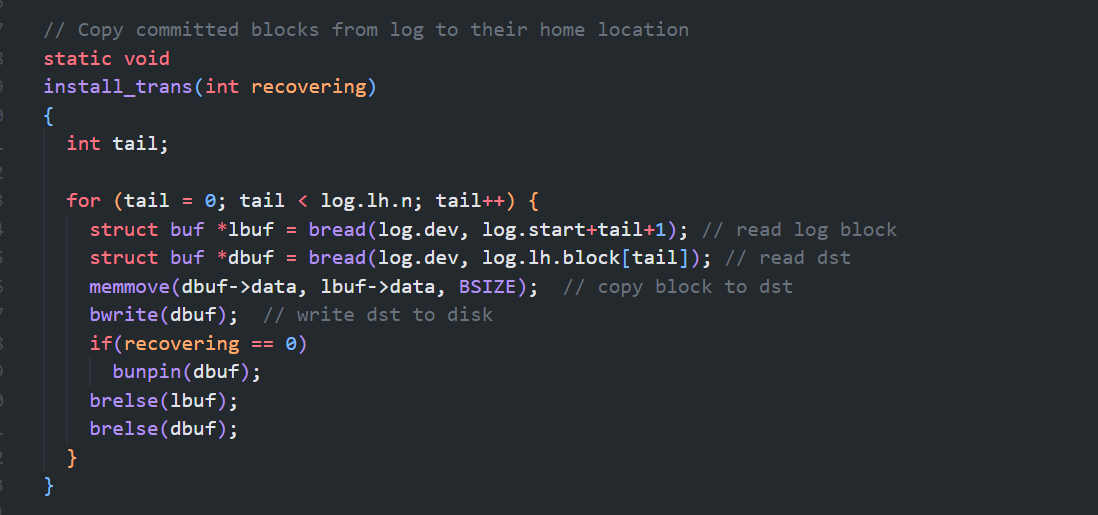 // Copy committed blocks from log to their home location
static void
install_trans(int recovering)
{
  int tail;

  for (tail = 0; tail < log.lh.n; tail++) {
    struct buf *lbuf = bread(log.dev, log.start+tail+1); // read log block
    struct buf *dbuf = bread(log.dev, log.lh.block[tail]); // read dst
    memmove(dbuf->data, lbuf->data, BSIZE);  // copy block to dst
    bwrite(dbuf);  // write dst to disk
    if(recovering == 0)
      bunpin(dbuf);
    brelse(lbuf);
    brelse(dbuf);
  }
}